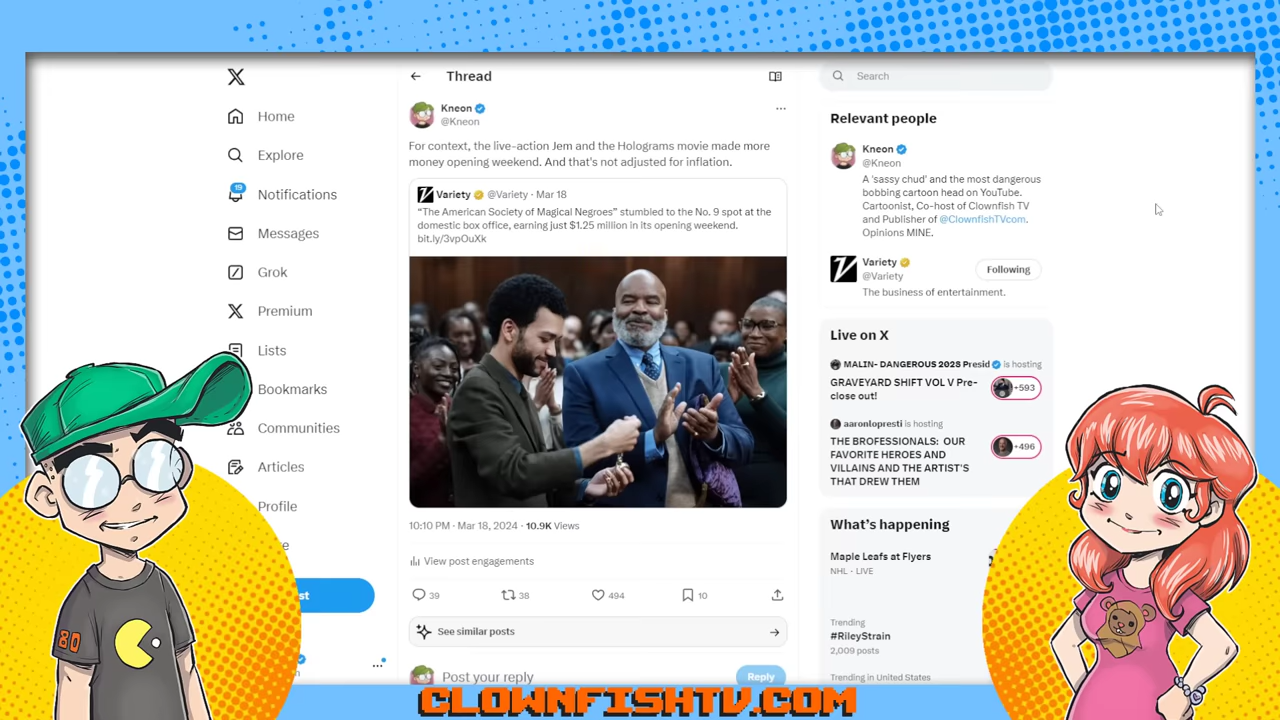 Home
Explore
19
Notifications
Messages
Grok
Premium
Lists
Bookmarks
Communities
Articles
Profile
Thread
Kneon
@Kneon
For context, the live-action Jem and the Holograms movie made more
money opening weekend. And that's not adjusted for inflation.
Variety @Variety · Mar 18
“The American Society of Magical Negroes” stumbled to the No. 9 spot at the
domestic box office, earning just $1.25 million in its opening weekend.
bit.ly/3vpOuXk
10:10 PM · Mar 18, 2024 · 10.9K Views
View post engagements
39 38 494 10
See similar posts
Post your reply
Reply
Search
Relevant people
Kneon
@Kneon
A 'sassy chud' and the most dangerous
bobbing cartoon head on YouTube.
Cartoonist, Co-host of Clownfish TV
and Publisher of @ClownfishTVcom.
Opinions MINE.
Variety
@Variety
Following
The business of entertainment.
Live on X
MALIN- DANGEROUS 2028 Presid is hosting
GRAVEYARD SHIFT VOL V Pre-
close out!
+593
aaronlopresti is hosting
THE BROFESSIONALS: OUR
FAVORITE HEROES AND
VILLAINS AND THE ARTIST'S
THAT DREW THEM
+496
What's happening
Maple Leafs at Flyers
NHL · LIVE
Trending
#RileyStrain
2,009 posts
Trending in United States
80
CLOWNFISHTV.COM